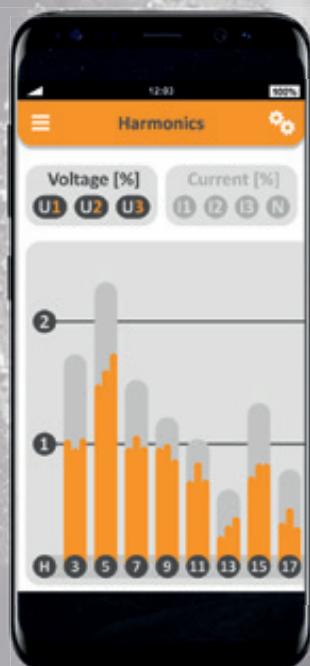 12:03 100%
Harmonics
Voltage [%] Current [%]
U1 U2 U3 I1 I2 I3 N
2
1
H 3 5 7 9 11 13 15 17